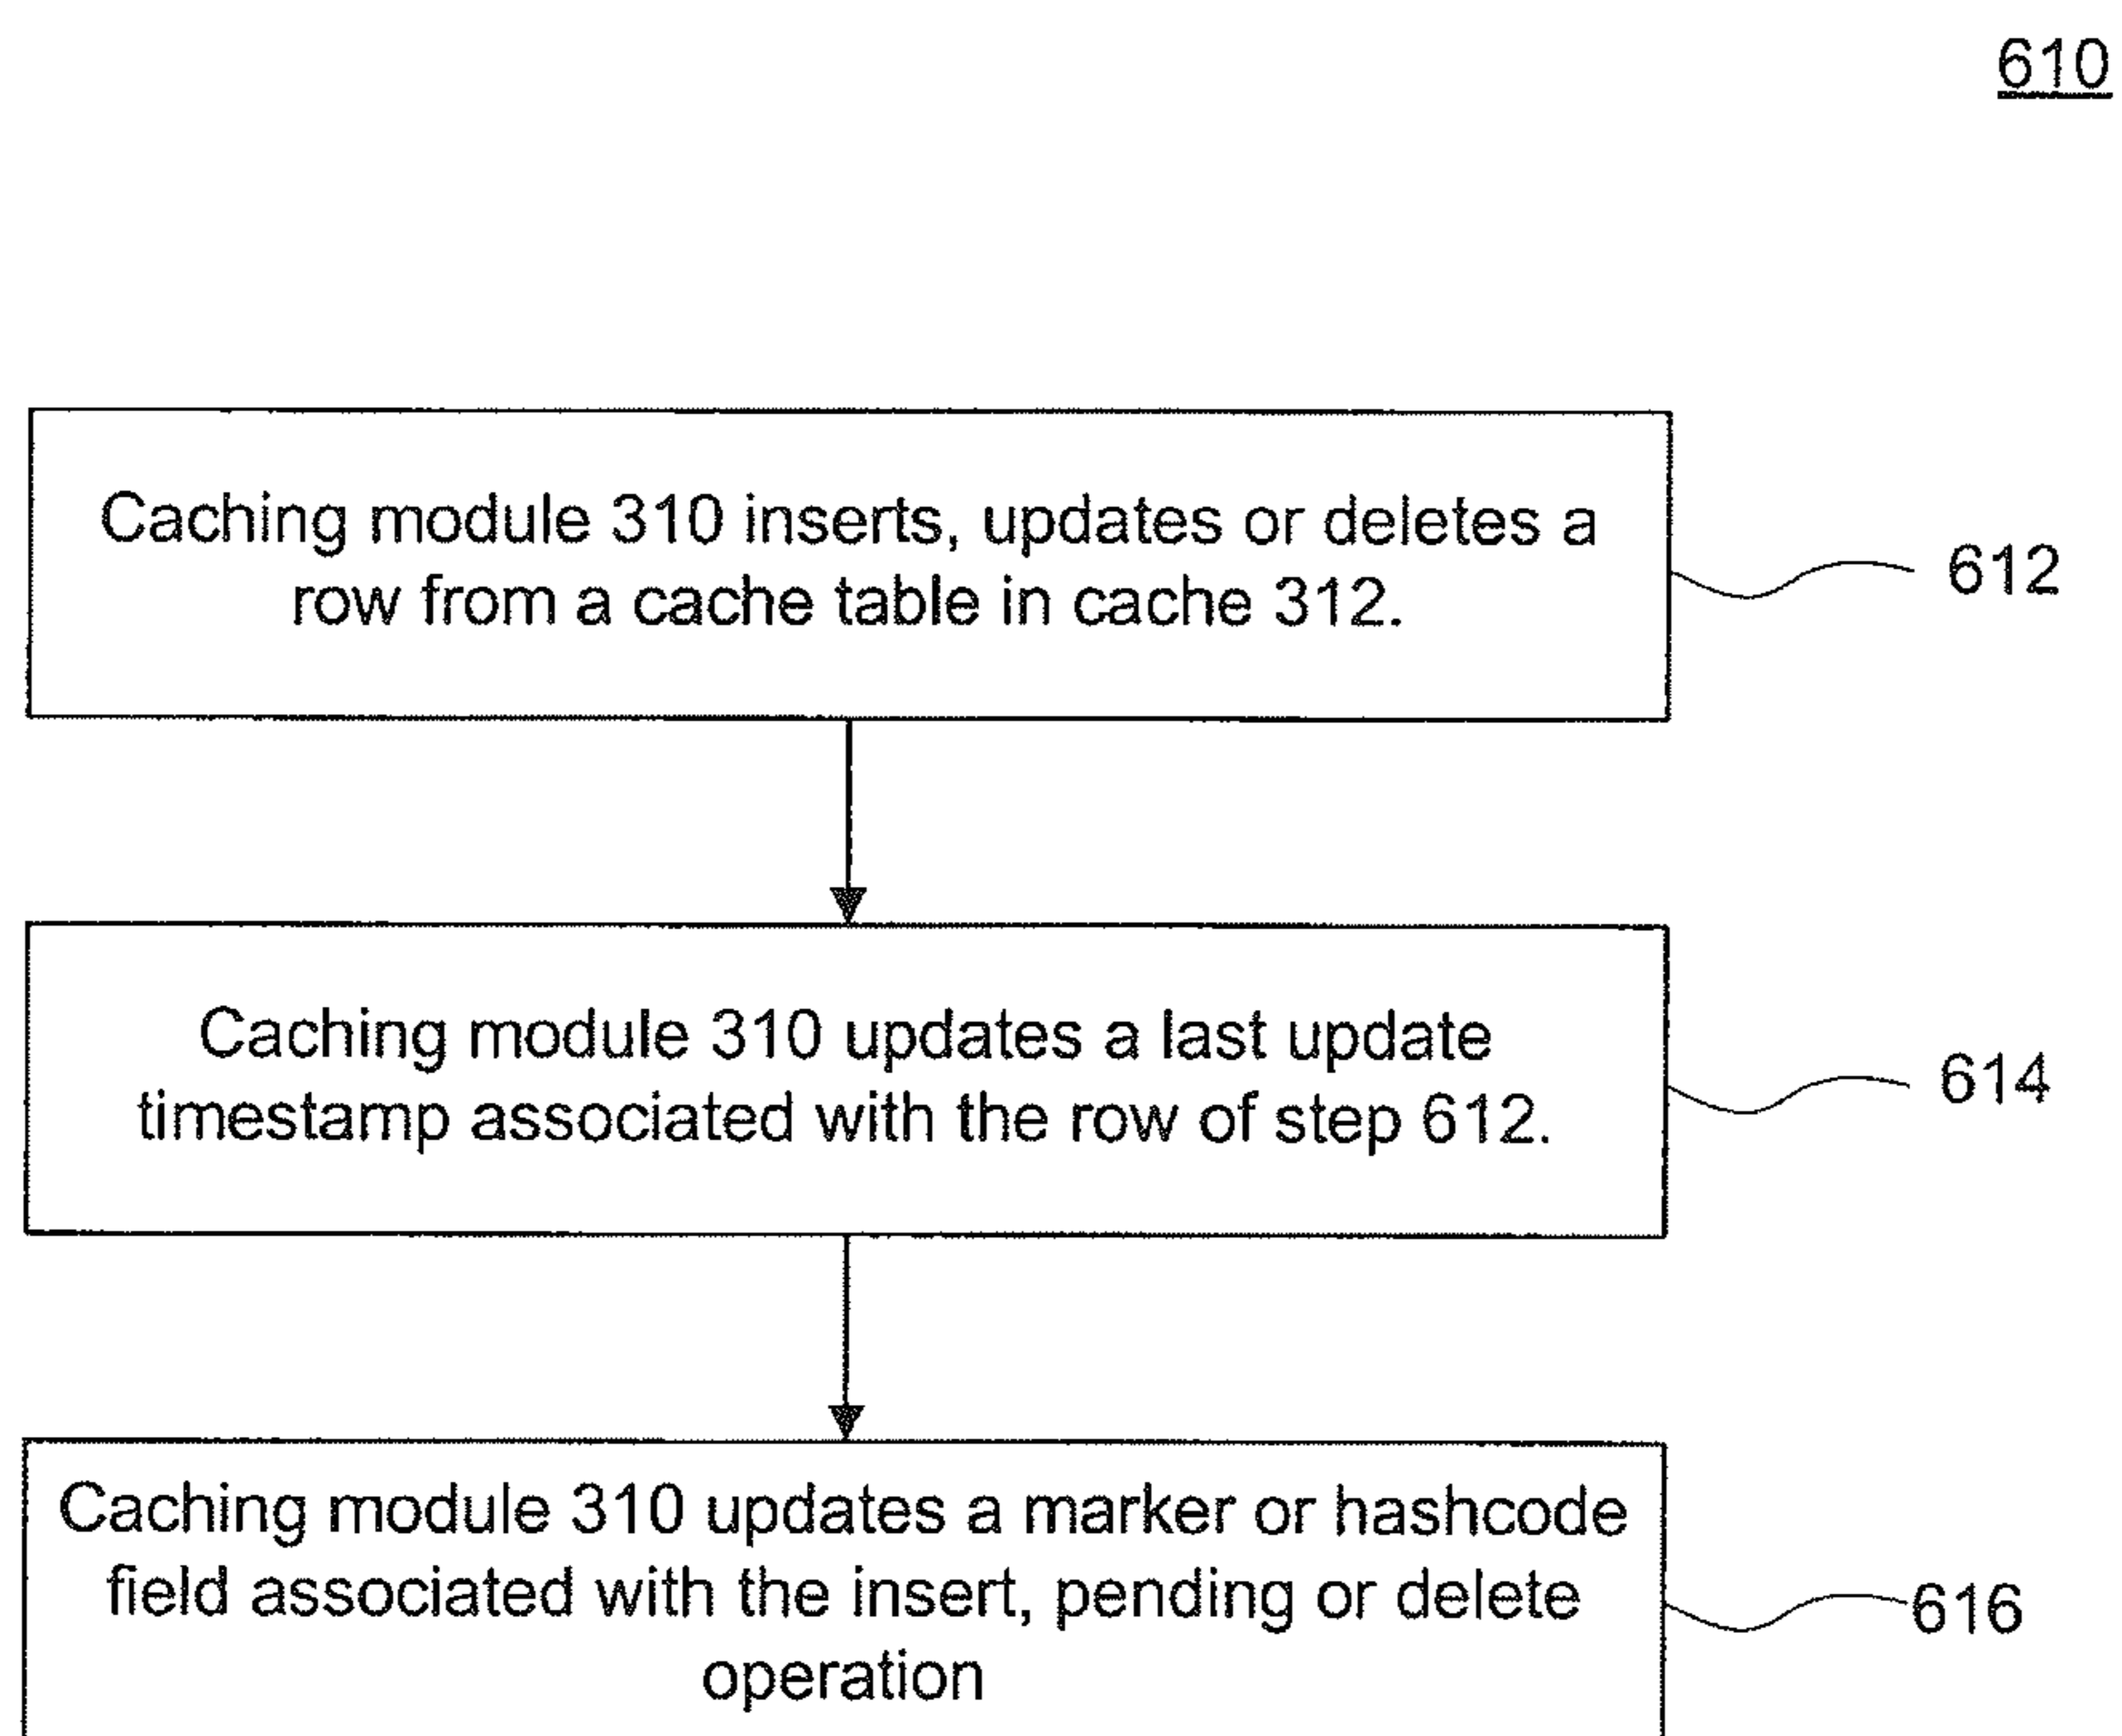 610
Caching module 310 inserts, updates or deletes a
row from a cache table in cache 312.
612
Caching module 310 updates a last update
timestamp associated with the row of step 612.
614
Caching module 310 updates a marker or hashcode
field associated with the insert, pending or delete
operation
616